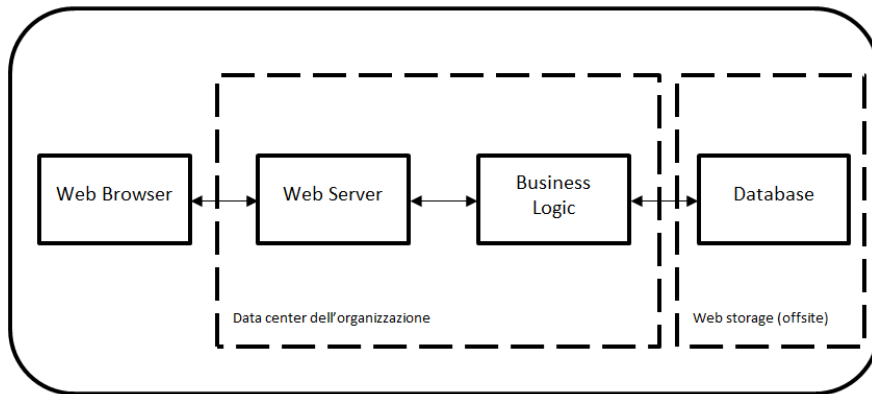 Web Browser
Web Server
Business
Logic
Database
Data center dell'organizzazione
Web storage (offsite)